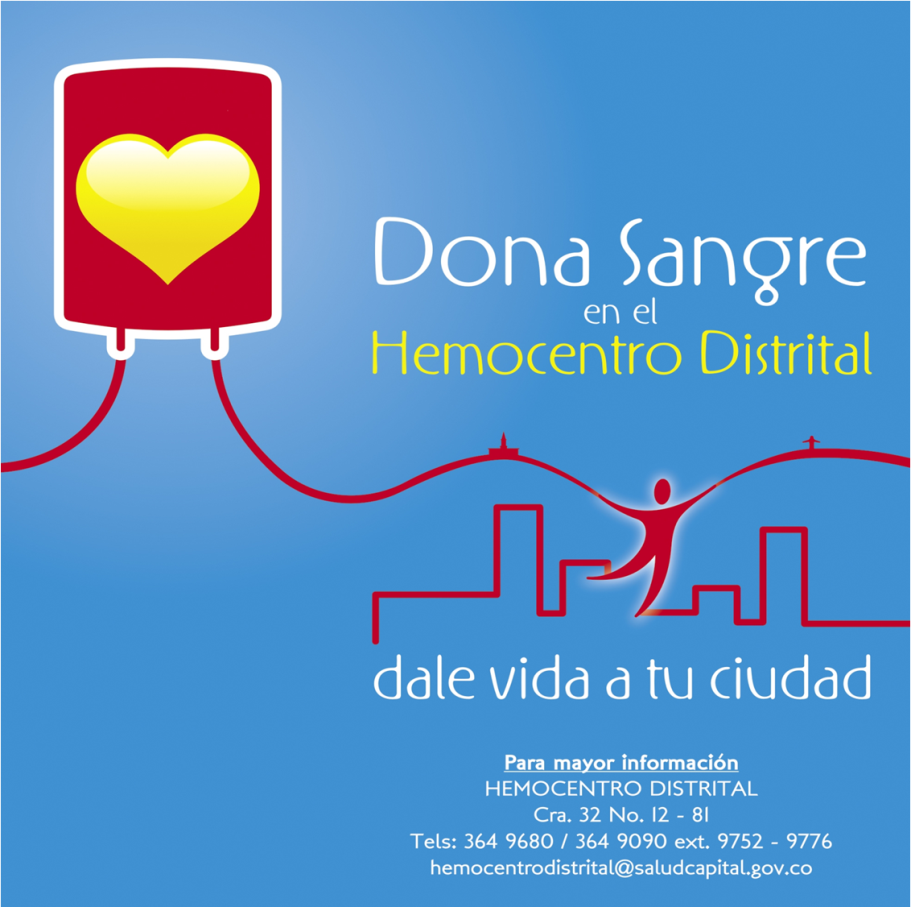 Dona Sangre
en el
Hemocentro Distrital
dale vida a tu ciudad
Para mayor información
HEMOCENTRO DISTRITAL
Cra. 32 No. 12 - 81
Tels: 364 9680 / 364 9090 ext. 9752 - 9776
hemocentrodistrital@saludcapital.gov.co